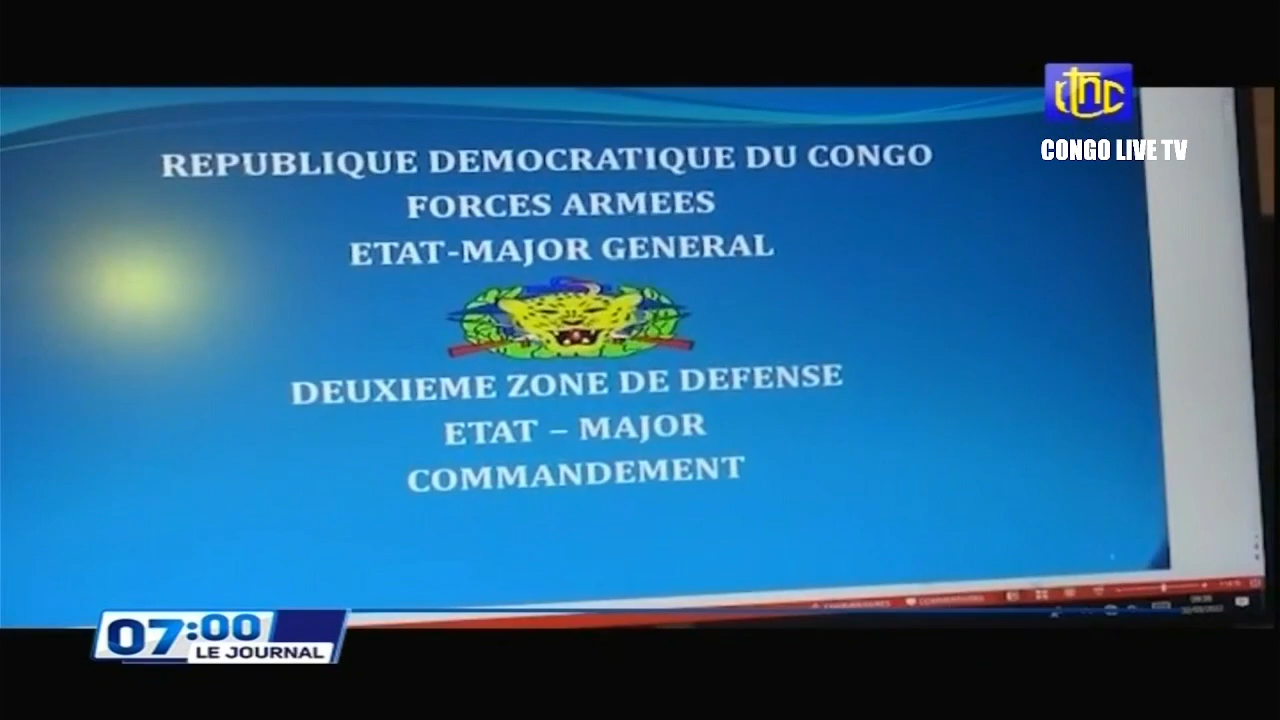 rtnc
CONGO LIVE TV
REPUBLIQUE DEMOCRATIQUE DU CONGO
FORCES ARMEES
ETAT-MAJOR GENERAL
DEUXIEME ZONE DE DEFENSE
ETAT – MAJOR
COMMANDEMENT
07:00
LE JOURNAL